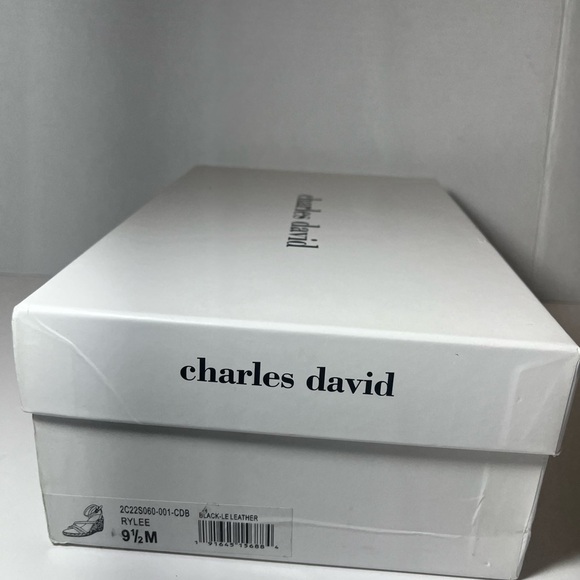 charles david
charles david
2C22S060-001-CDB BLACK-LE LEATHER
RYLEE
9½M